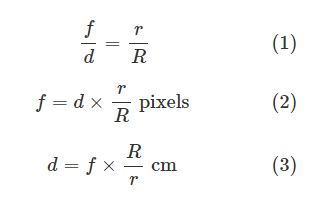 f/d = r/R (1)
f = d × r/R pixels (2)
d = f × R/r cm (3)